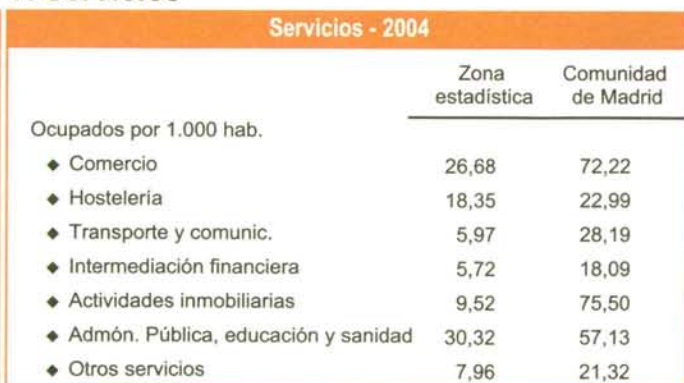 Servicios - 2004
Zona estadística Comunidad de Madrid
Ocupados por 1.000 hab.
◆ Comercio 26,68 72,22
◆ Hostelería 18,35 22,99
◆ Transporte y comunic. 5,97 28,19
◆ Intermediación financiera 5,72 18,09
◆ Actividades inmobiliarias 9,52 75,50
◆ Admón. Pública, educación y sanidad 30,32 57,13
◆ Otros servicios 7,96 21,32